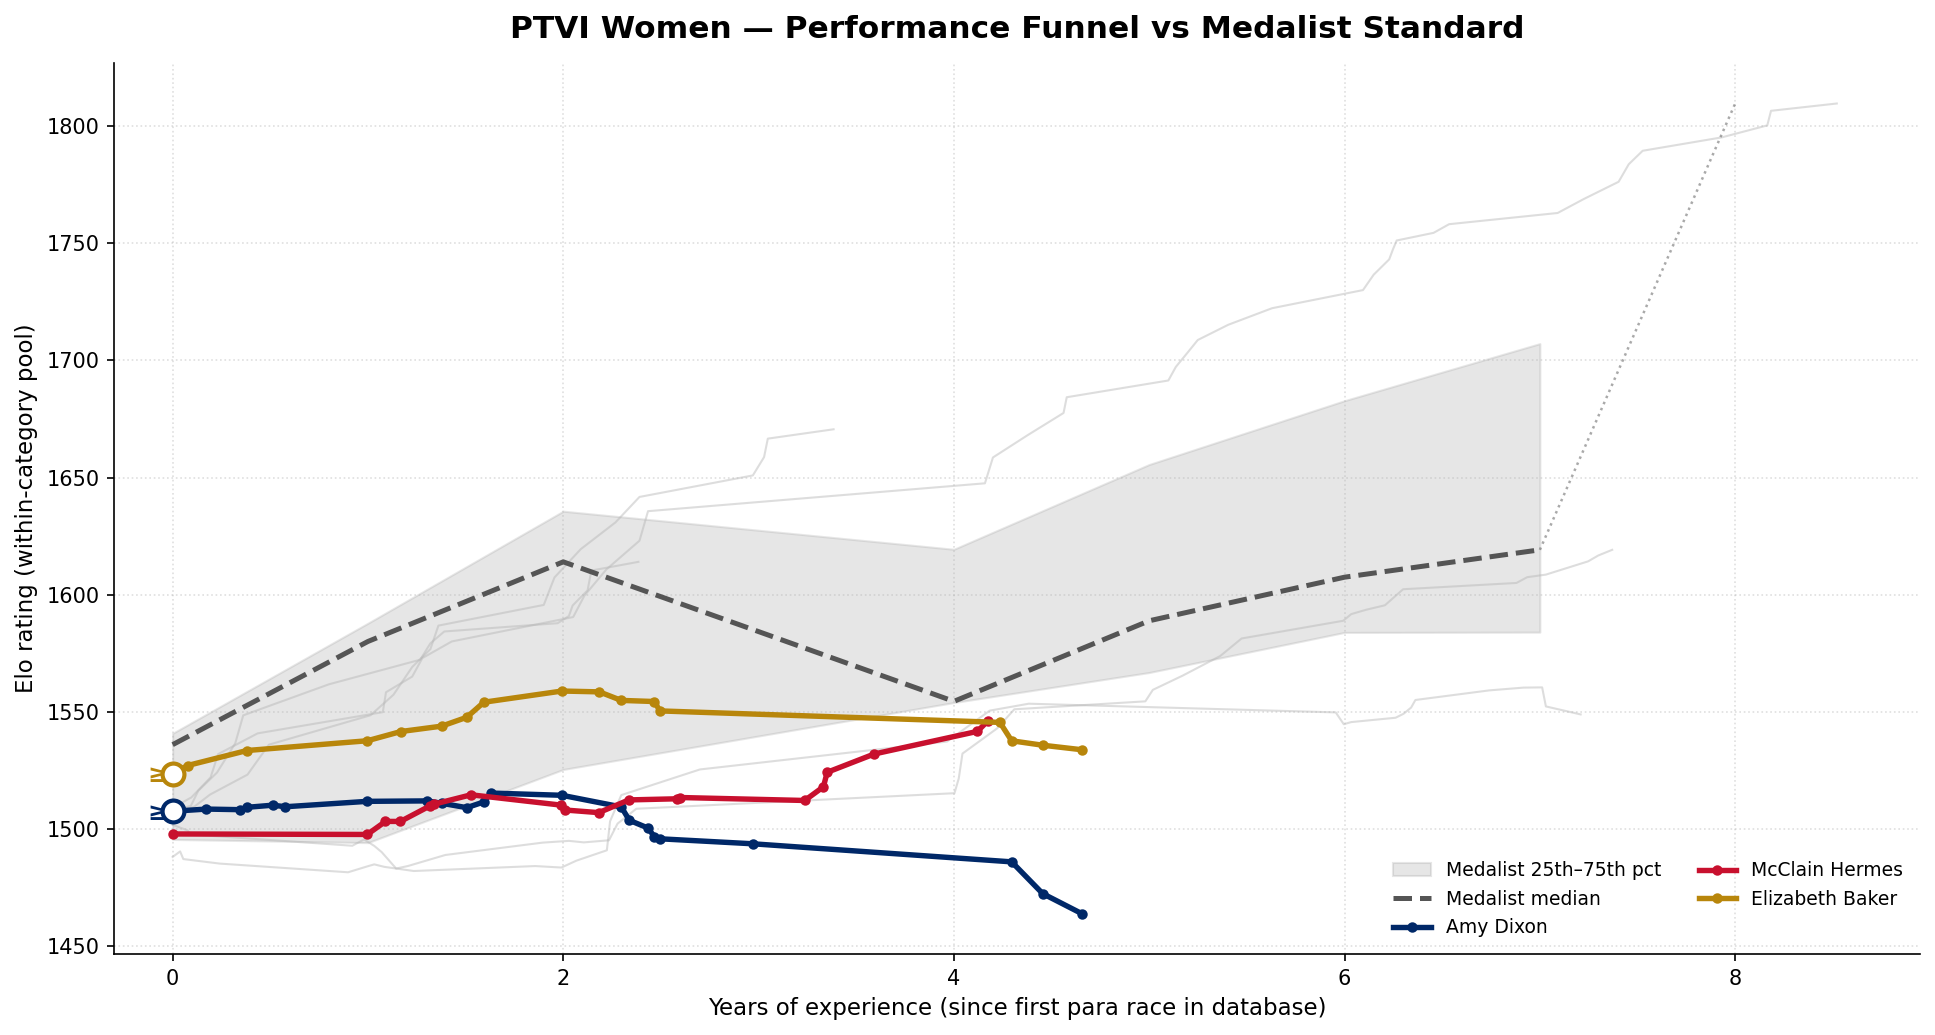 PTVI Women — Performance Funnel vs Medalist Standard
Elo rating (within-category pool)
1800
1750
1700
1650
1600
1550
1500
1450
0 2 4 6 8
Years of experience (since first para race in database)
Medalist 25th–75th pct
Medalist median
Amy Dixon
McClain Hermes
Elizabeth Baker